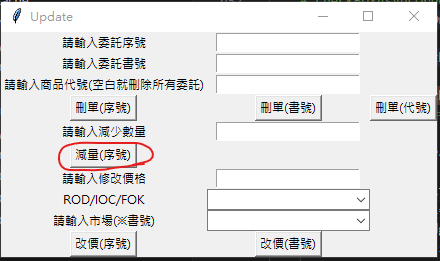 Update
請輸入委託序號
請輸入委託書號
請輸入商品代號(空白就刪除所有委託)
刪單(序號) 刪單(書號) 刪單(代號)
請輸入減少數量
減量(序號)
請輸入修改價格
ROD/IOC/FOK
請輸入市場(※書號)
改價(序號) 改價(書號)